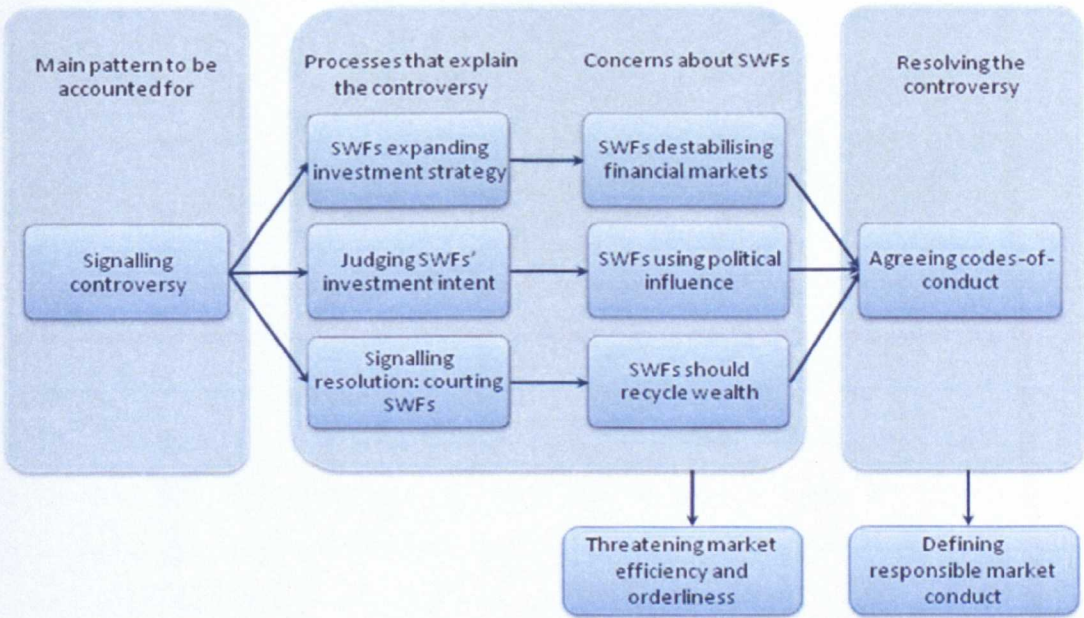 Main pattern to be
accounted for
Processes that explain
the controversy
Concerns about SWFs
Resolving the
controversy
SWFs expanding
investment strategy
SWFs destabilising
financial markets
Signalling
controversy
Judging SWFs'
investment intent
SWFs using political
influence
Agreeing codes-of-
conduct
Signalling
resolution: courting
SWFs
SWFs should
recycle wealth
Threatening market
efficiency and
orderliness
Defining
responsible market
conduct